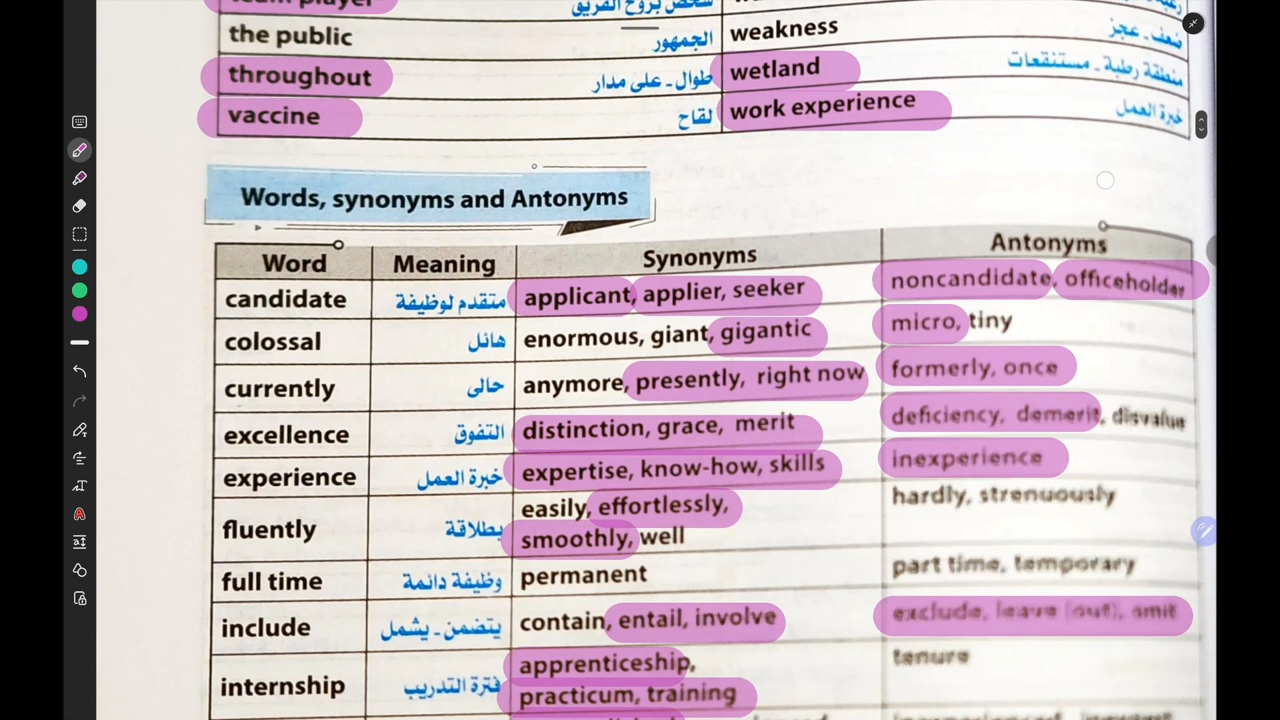 team player شخص بروح الفريق
the public الجمهور weakness ضعف ـ عجز
throughout طوال ـ على مدار wetland منطقة رطبة ـ مستنقعات
vaccine لقاح work experience خبرة العمل
Words, synonyms and Antonyms
Word Meaning Synonyms Antonyms
candidate متقدم لوظيفة applicant, applier, seeker noncandidate, officeholder
colossal هائل enormous, giant, gigantic micro, tiny
currently حالى anymore, presently, right now formerly, once
excellence التفوق distinction, grace, merit deficiency, demerit, disvalue
experience خبرة العمل expertise, know-how, skills inexperience
fluently بطلاقة easily, effortlessly, hardly, strenuously
smoothly, well
full time وظيفة دائمة permanent part time, temporary
include يتضمن ـ يشمل contain, entail, involve exclude, leave (out), omit
internship فترة التدريب apprenticeship, tenure
practicum, training